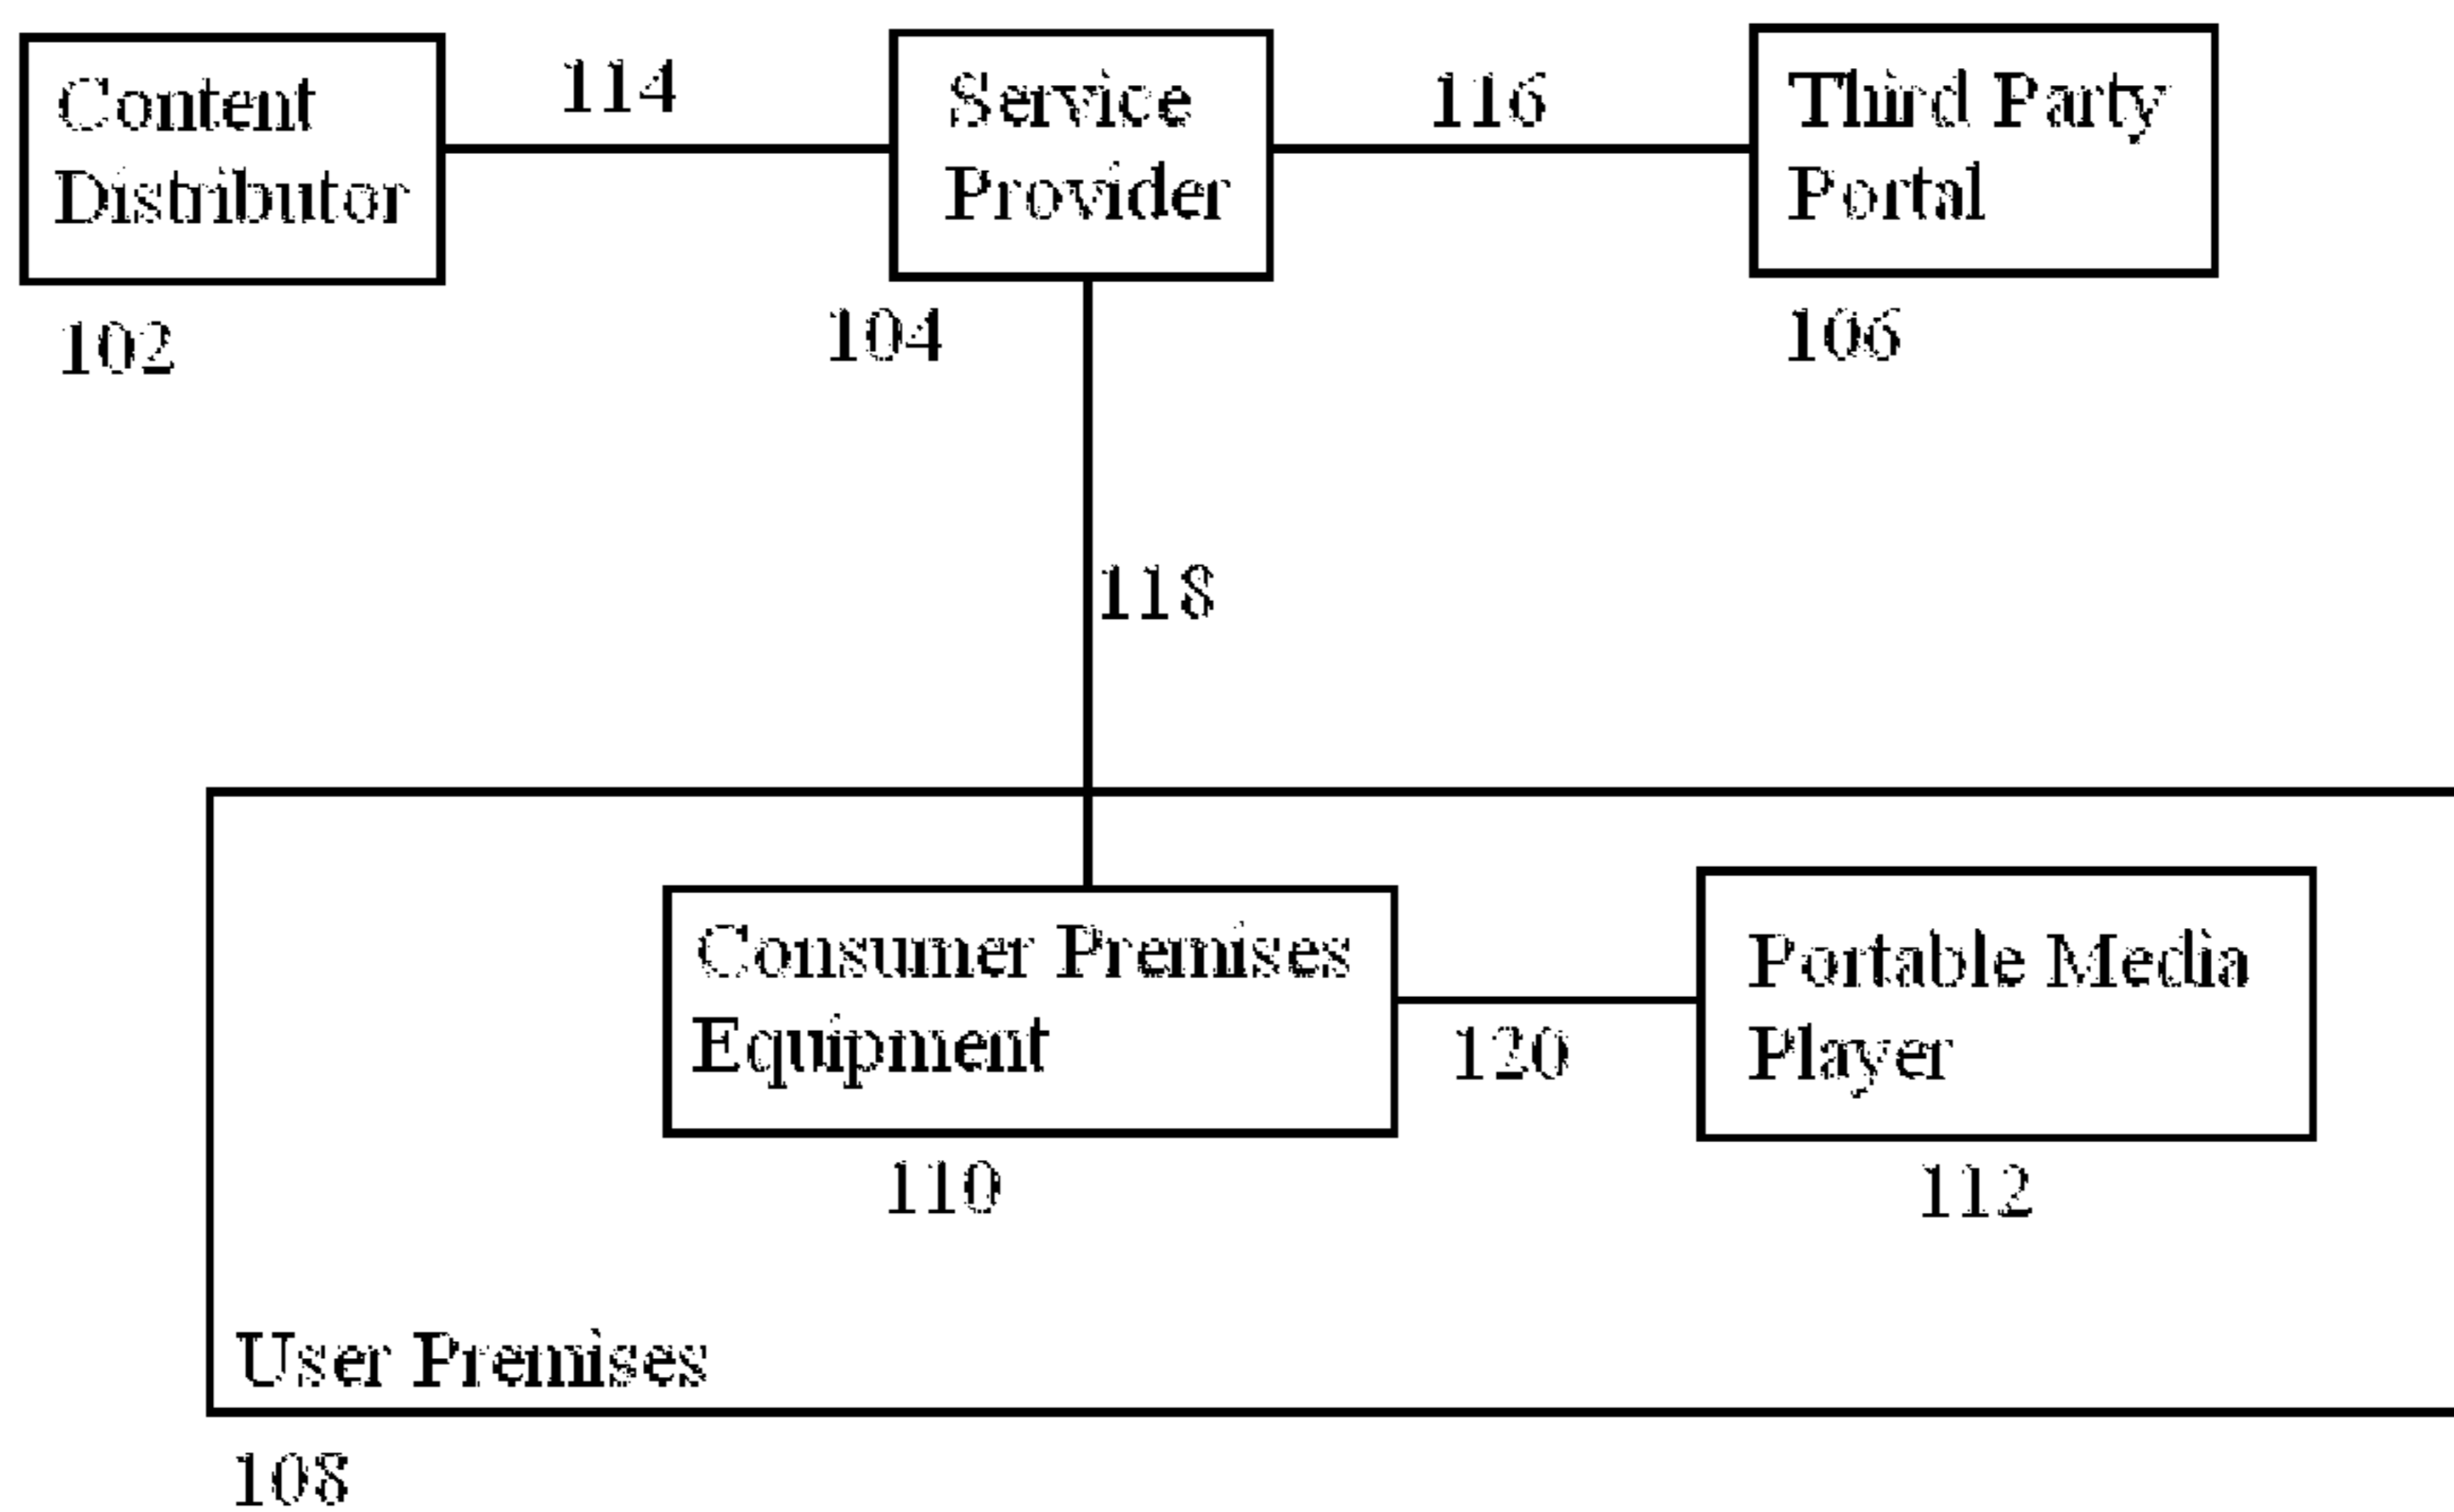 Content
Distributor
102
114
Service
Provider
104
116
Third Party
Portal
106
118
Consumer Premises
Equipment
110
120
Portable Media
Player
112
User Premises
108